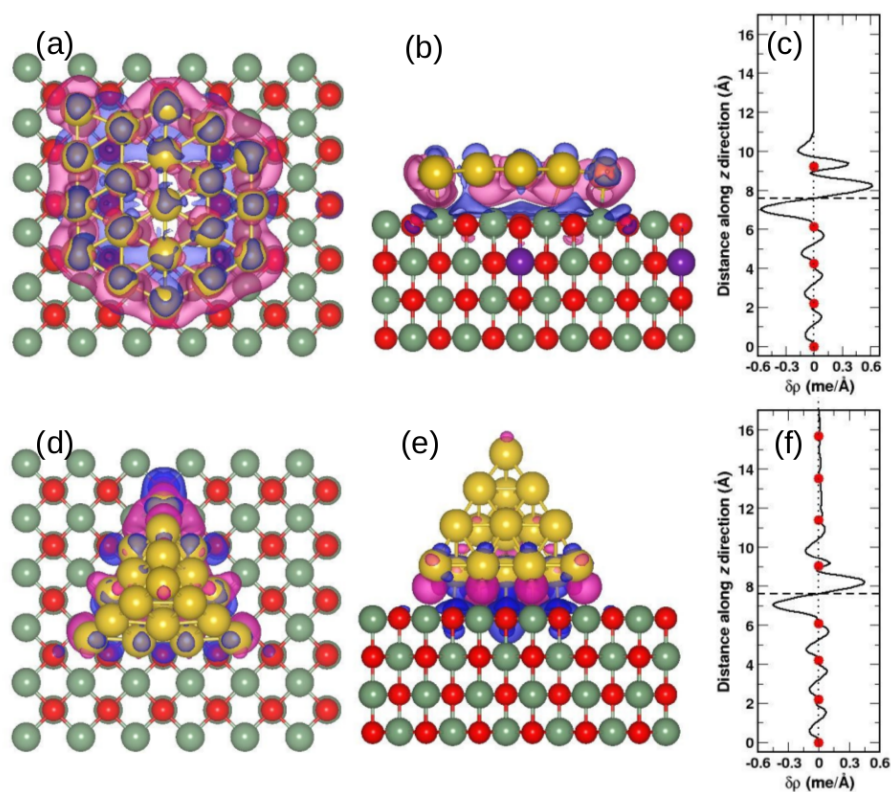 (a)
(b)
(c)
16
14
12
10
8
6
4
2
0
Distance along z direction (Å)
-0.6 -0.3 0 0.3 0.6
δρ (me/Å)
(d)
(e)
(f)
16
14
12
10
8
6
4
2
0
Distance along z direction (Å)
-0.6 -0.3 0 0.3 0.6
δρ (me/Å)